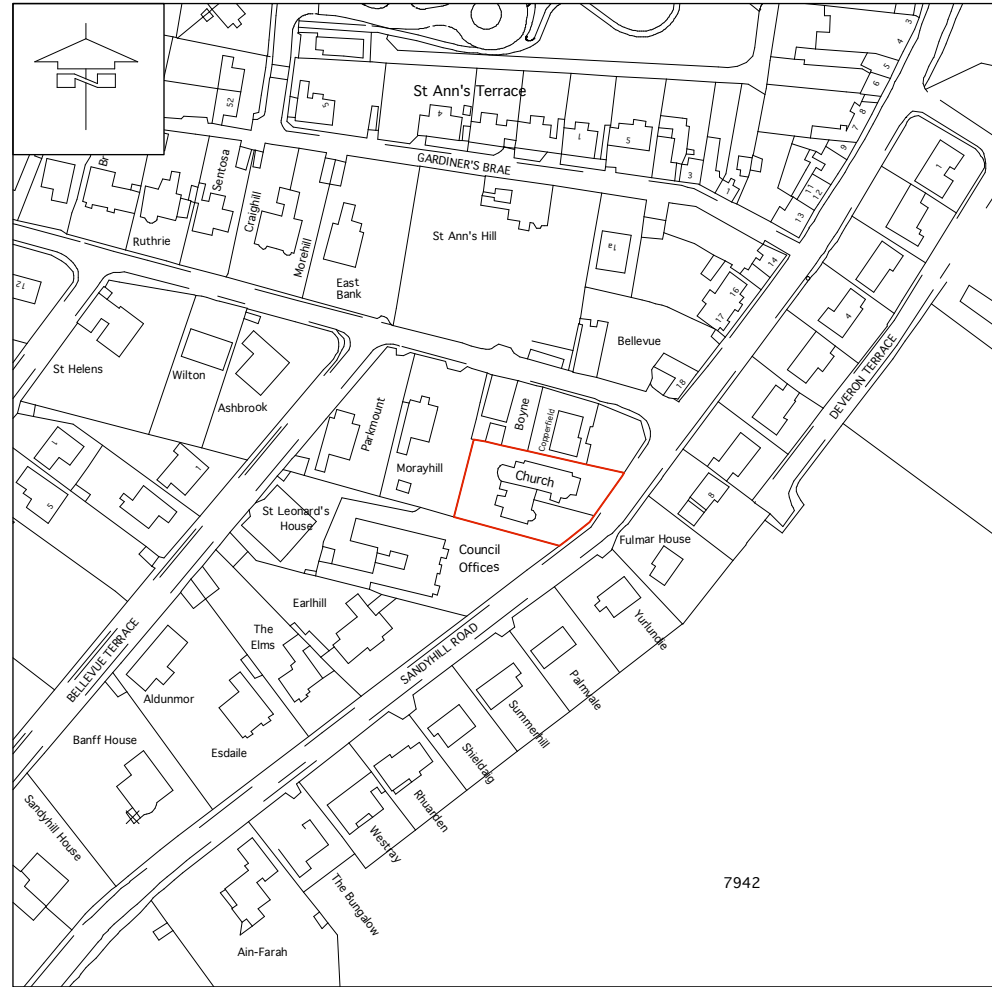 3
4
5
6
8
7
9
11
12
13
14
16
17
18
52
5
St Ann's Terrace
4
1
5
3
1
GARDINER'S BRAE
Br
Sentosa
Craighill
Ruthrie
Morehill
East
Bank
St Ann's Hill
1a
Bellevue
1
4
8
DEVERON TERRACE
12
St Helens
Wilton
Ashbrook
Parkmount
Morayhill
Boyne
Copperfield
Church
1
5
1
St Leonard's
House
Council
Offices
Fulmar House
Earlhill
The
Elms
SANDYHILL ROAD
Yurlundie
Palmdale
Summerhill
Shieldaig
Rhuarden
Westray
The Bungalow
BELLEVUE TERRACE
Aldunmor
Esdaile
Banff House
Sandyhill House
Ain-Farah
7942